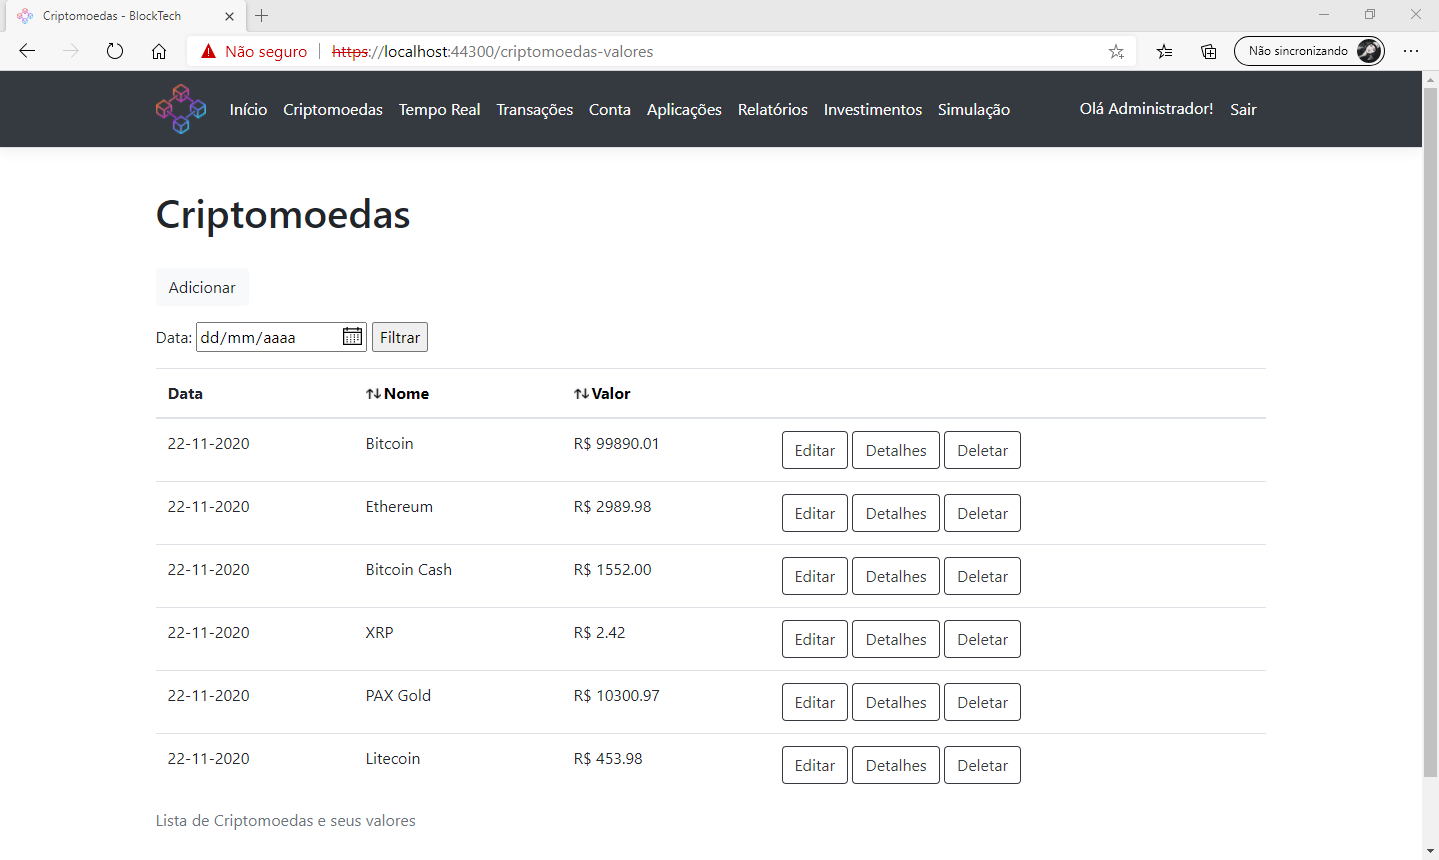 Criptomoedas - BlockTech
Não seguro https://localhost:44300/criptomoedas-valores Não sincronizando
Início Criptomoedas Tempo Real Transações Conta Aplicações Relatórios Investimentos Simulação Olá Administrador! Sair
Criptomoedas
Adicionar
Data: dd/mm/aaaa Filtrar
Data Nome Valor
22-11-2020 Bitcoin R$ 99890.01 Editar Detalhes Deletar
22-11-2020 Ethereum R$ 2989.98 Editar Detalhes Deletar
22-11-2020 Bitcoin Cash R$ 1552.00 Editar Detalhes Deletar
22-11-2020 XRP R$ 2.42 Editar Detalhes Deletar
22-11-2020 PAX Gold R$ 10300.97 Editar Detalhes Deletar
22-11-2020 Litecoin R$ 453.98 Editar Detalhes Deletar
Lista de Criptomoedas e seus valores